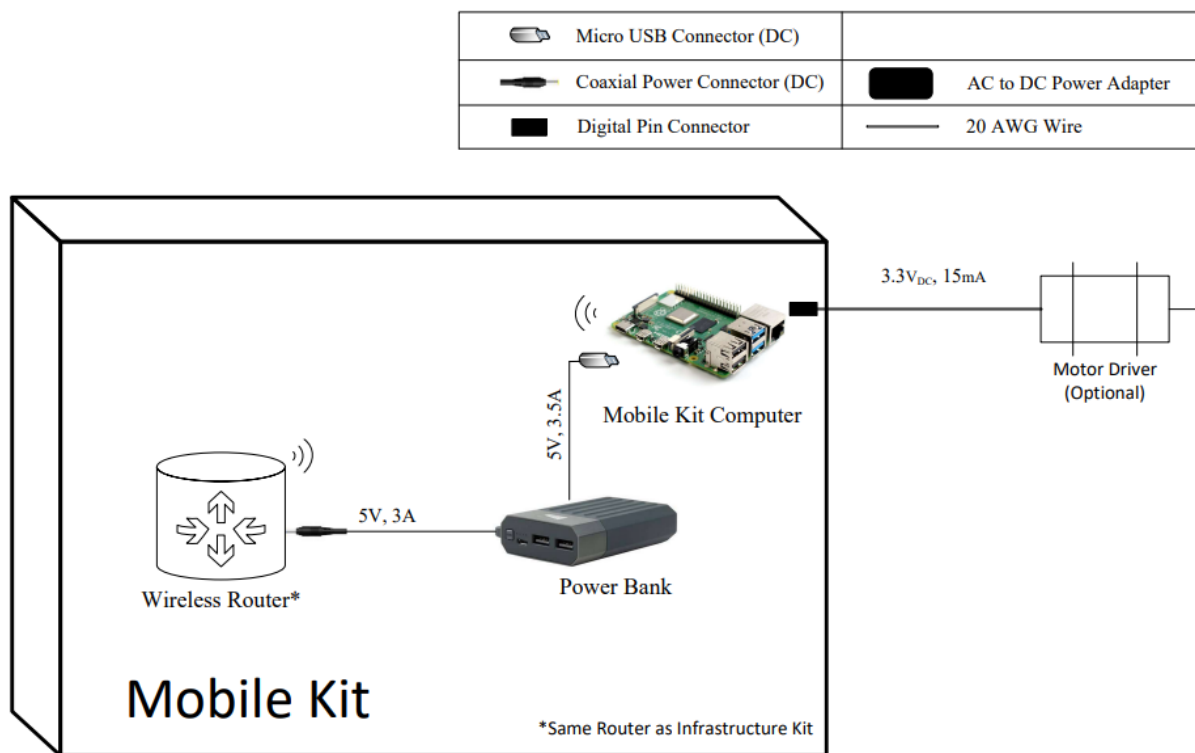 Micro USB Connector (DC)
Coaxial Power Connector (DC)
AC to DC Power Adapter
Digital Pin Connector
20 AWG Wire
3.3VDC, 15mA
Motor Driver
(Optional)
Mobile Kit Computer
5V, 3.5A
5V, 3A
Power Bank
Wireless Router*
Mobile Kit
*Same Router as Infrastructure Kit